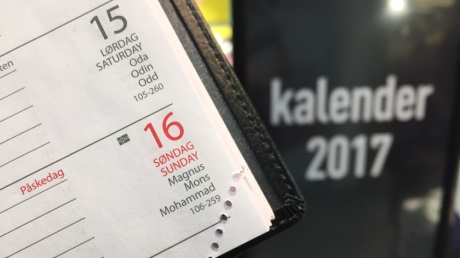 15
LØRDAG
SATURDAY
Oda
Odin
Odd
105-260
16
SØNDAG
SUNDAY
Påskedag
Magnus
Mons
Mohammad
106-259
kalender
2017